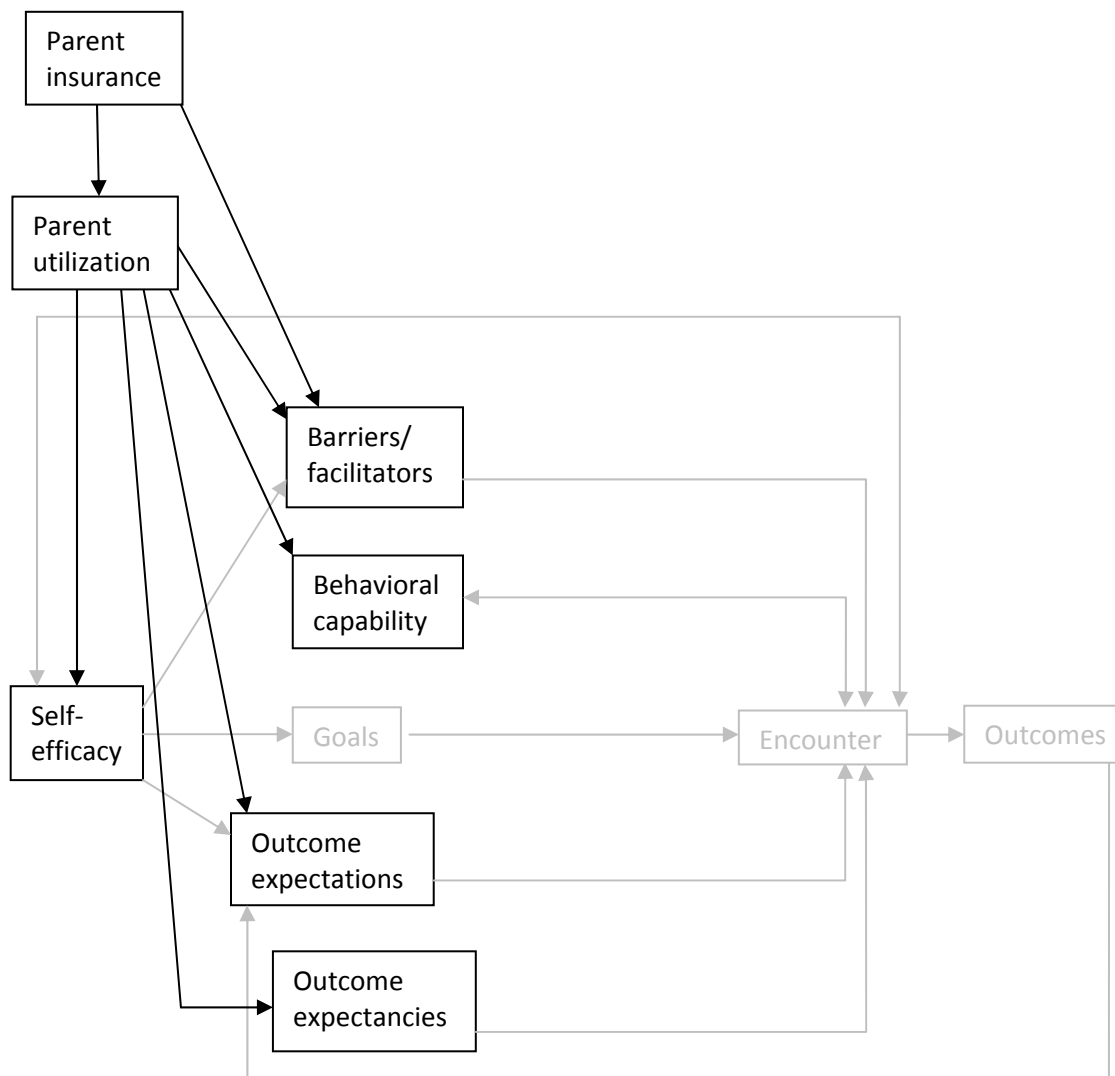 Parent
insurance
Parent
utilization
Barriers/
facilitators
Behavioral
capability
Self-
efficacy
Goals
Encounter
Outcomes
Outcome
expectations
Outcome
expectancies